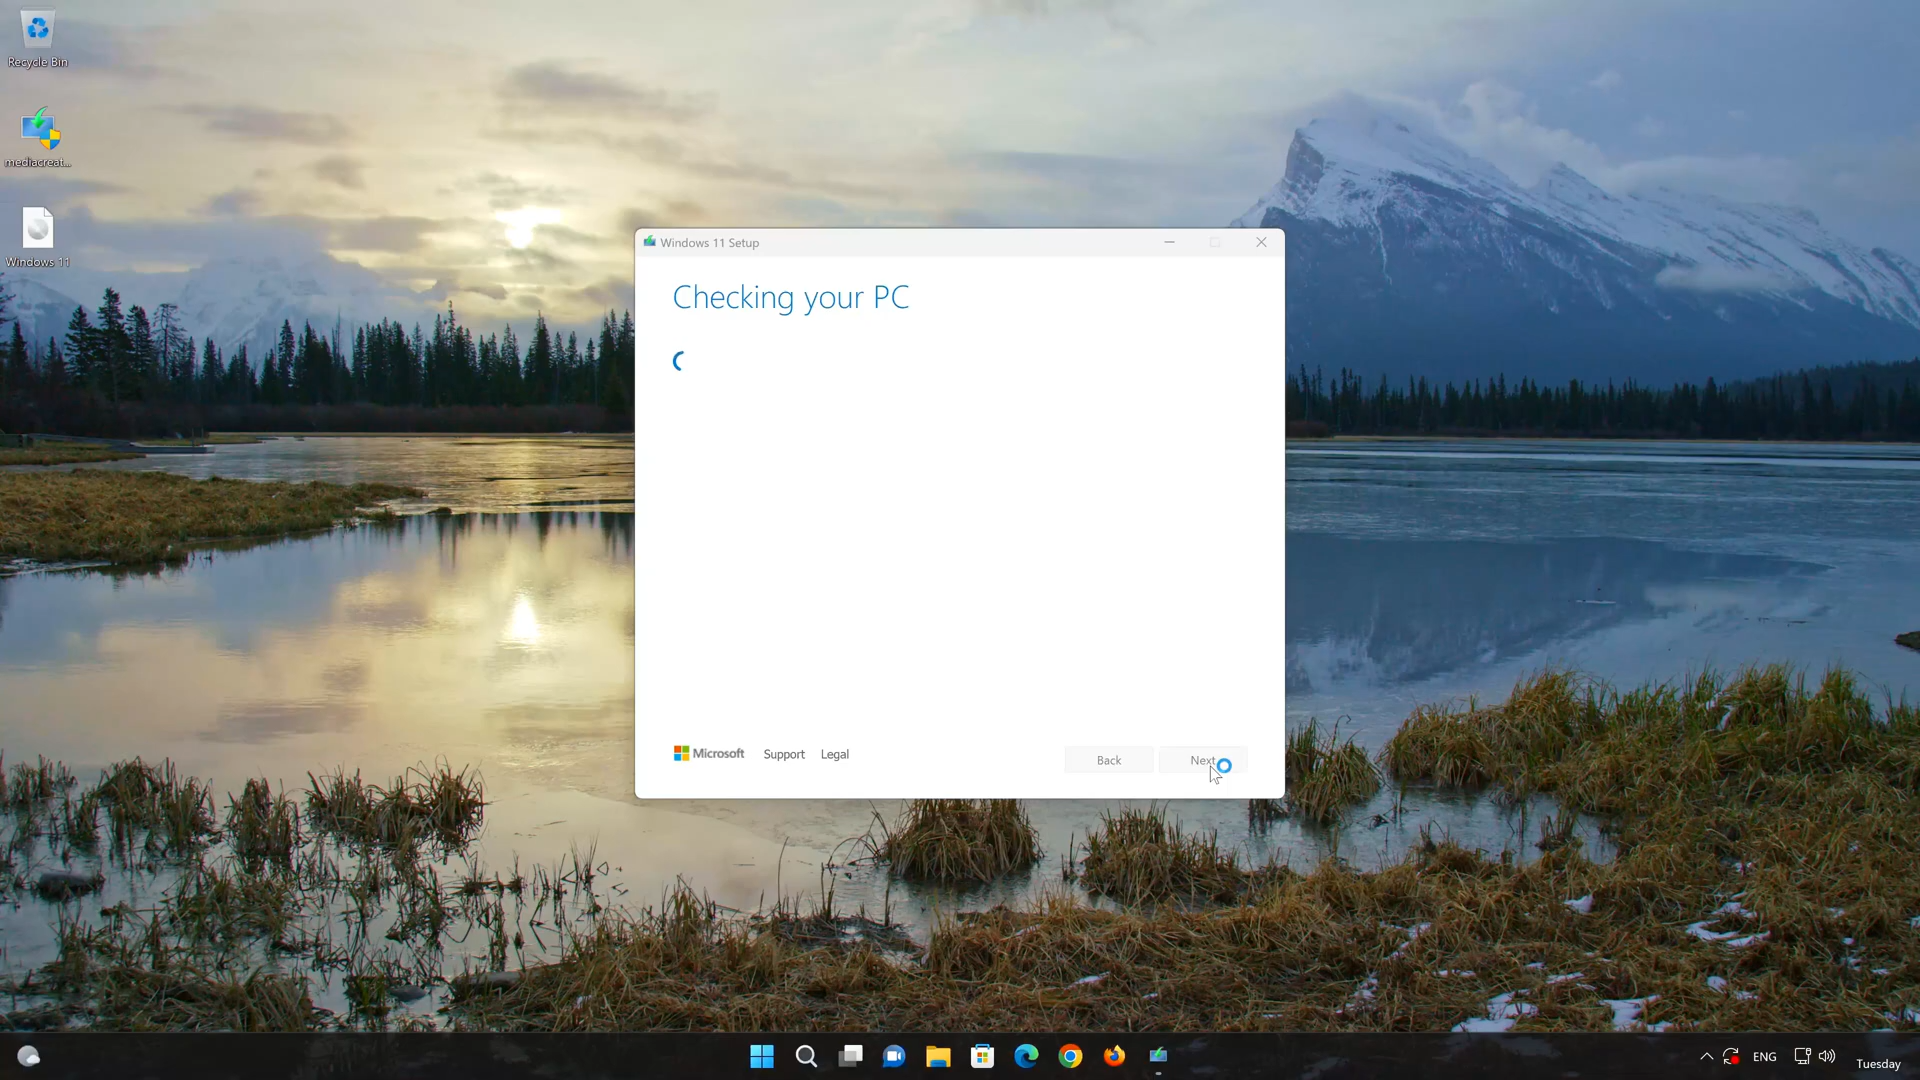 Recycle Bin
mediacreat...
Windows 11
Windows 11 Setup
Checking your PC
Microsoft
Support
Legal
Back
Next
ENG
Tuesday